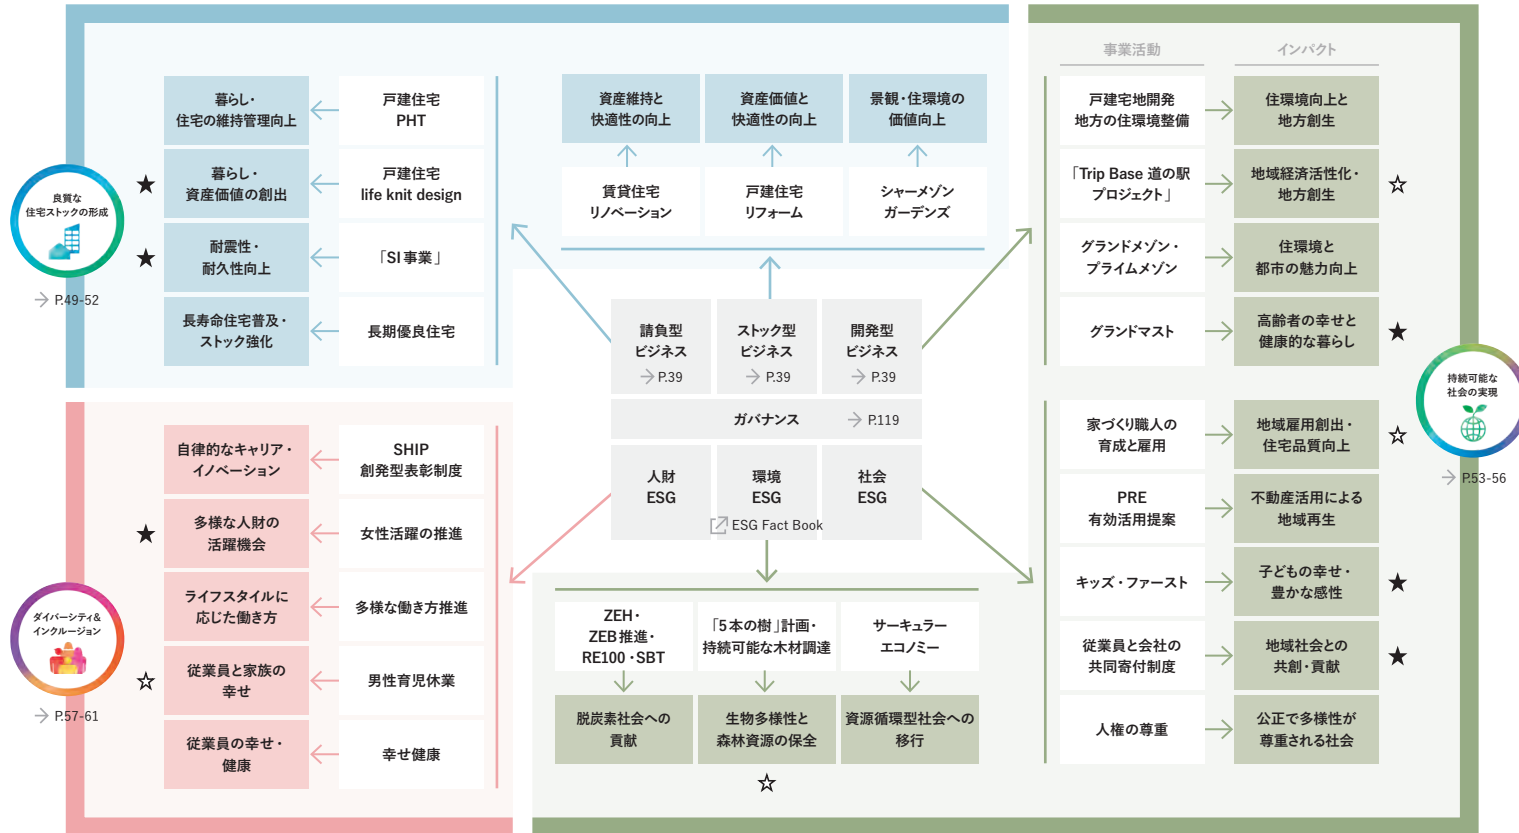 良質な
住宅ストックの形成
→ P.49-52
暮らし・
住宅の維持管理向上
戸建住宅
PHT
★
暮らし・
資産価値の創出
戸建住宅
life knit design
★
耐震性・
耐久性向上
「SI事業」
長寿命住宅普及・
ストック強化
長期優良住宅
資産維持と
快適性の向上
資産価値と
快適性の向上
景観・住環境の
価値向上
賃貸住宅
リノベーション
戸建住宅
リフォーム
シャーメゾン
ガーデンズ
請負型
ビジネス
→ P.39
ストック型
ビジネス
→ P.39
開発型
ビジネス
→ P.39
ガバナンス → P.119
人財
ESG
環境
ESG
社会
ESG
ESG Fact Book
事業活動
インパクト
戸建宅地開発
地方の住環境整備
住環境向上と
地方創生
「Trip Base 道の駅
プロジェクト」
地域経済活性化・
地方創生
☆
グランドメゾン・
プライムメゾン
住環境と
都市の魅力向上
グランドマスト
高齢者の幸せと
健康的な暮らし
★
持続可能な
社会の実現
→ P.53-56
家づくり職人の
育成と雇用
地域雇用創出・
住宅品質向上
☆
PRE
有効活用提案
不動産活用による
地域再生
キッズ・ファースト
子どもの幸せ・
豊かな感性
★
従業員と会社の
共同寄付制度
地域社会との
共創・貢献
★
人権の尊重
公正で多様性が
尊重される社会
ダイバーシティ&
インクルージョン
→ P.57-61
自律的なキャリア・
イノベーション
SHIP
創発型表彰制度
★
多様な人財の
活躍機会
女性活躍の推進
ライフスタイルに
応じた働き方
多様な働き方推進
☆
従業員と家族の
幸せ
男性育児休業
従業員の幸せ・
健康
幸せ健康
ZEH・
ZEB推進・
RE100・SBT
「5本の樹」計画・
持続可能な木材調達
サーキュラー
エコノミー
脱炭素社会への
貢献
生物多様性と
森林資源の保全
資源循環型社会への
移行
☆